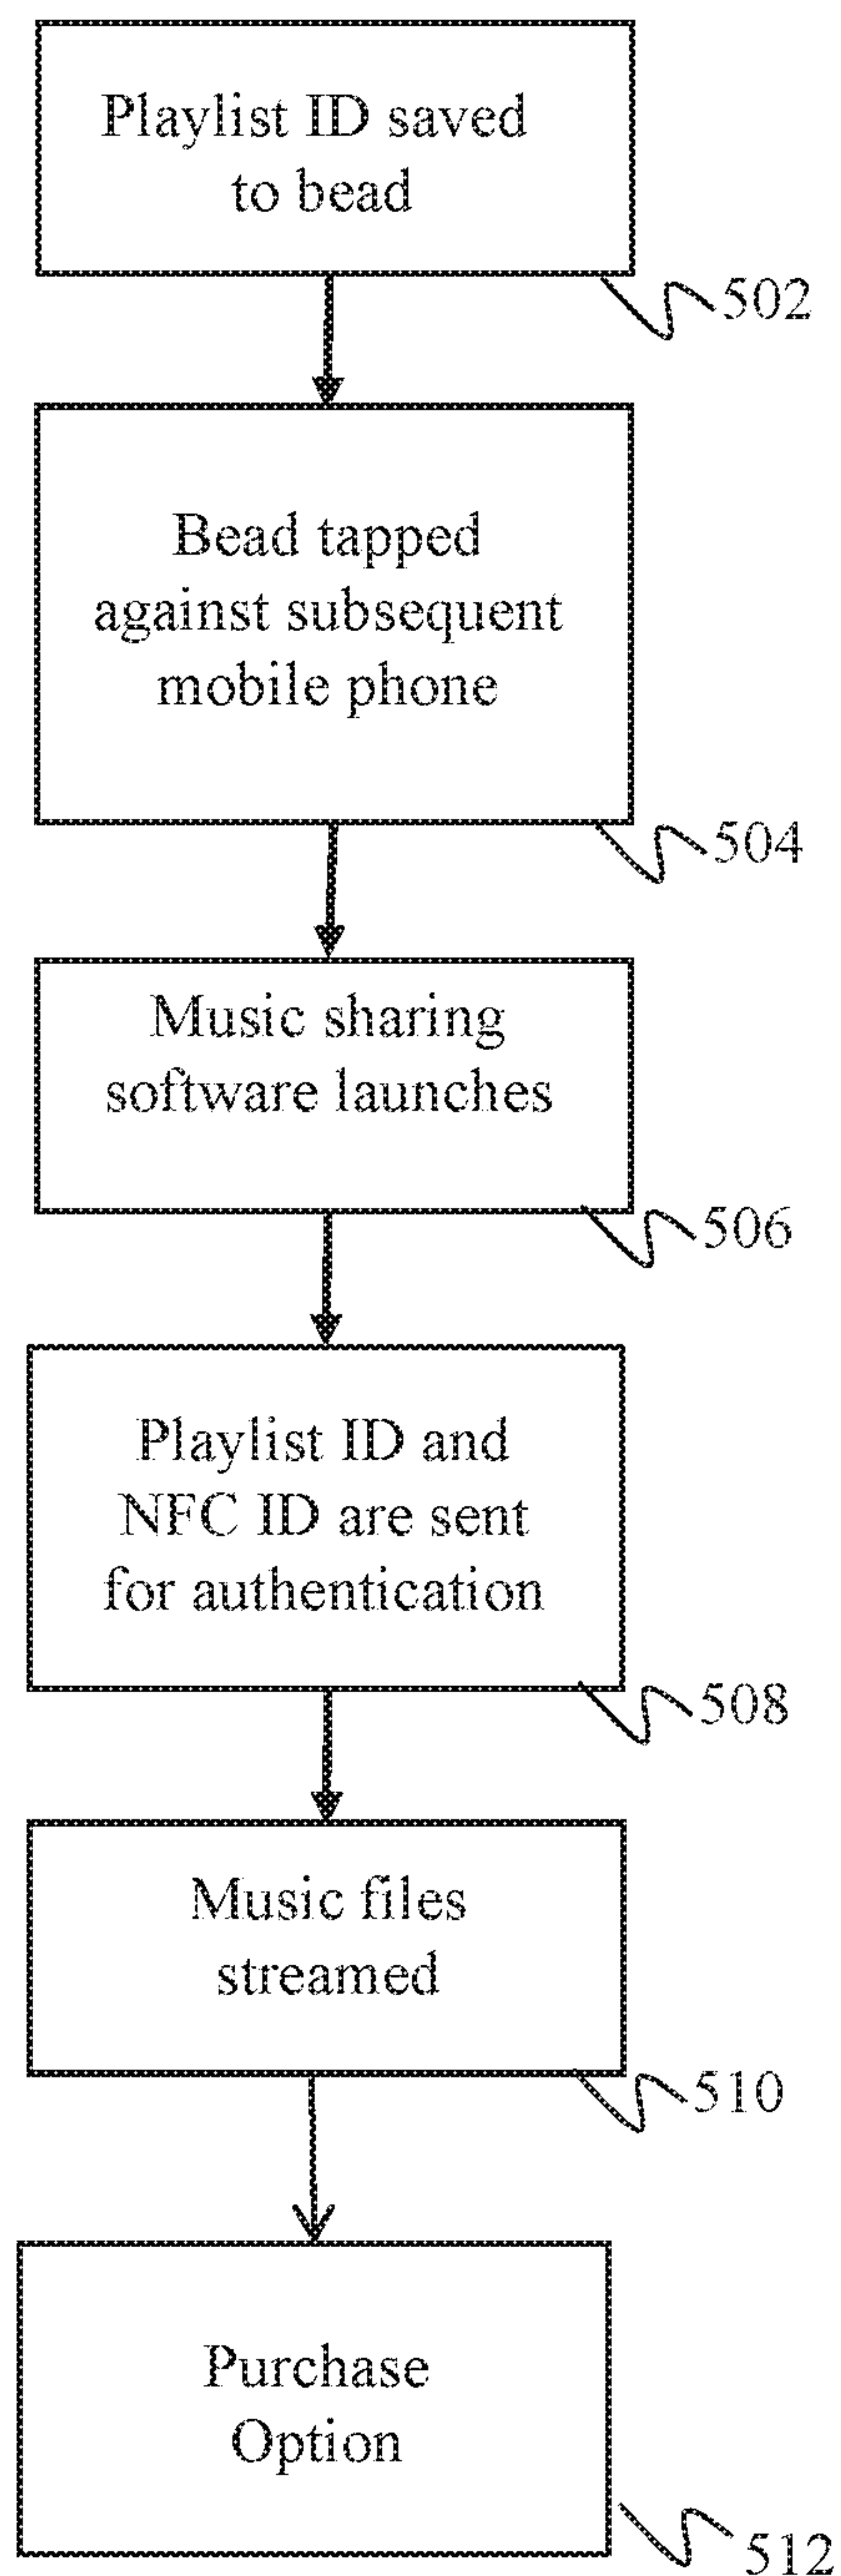 Playlist ID saved
to bead
502
Bead tapped
against subsequent
mobile phone
504
Music sharing
software launches
506
Playlist ID and
NFC ID are sent
for authentication
508
Music files
streamed
510
Purchase
Option
512